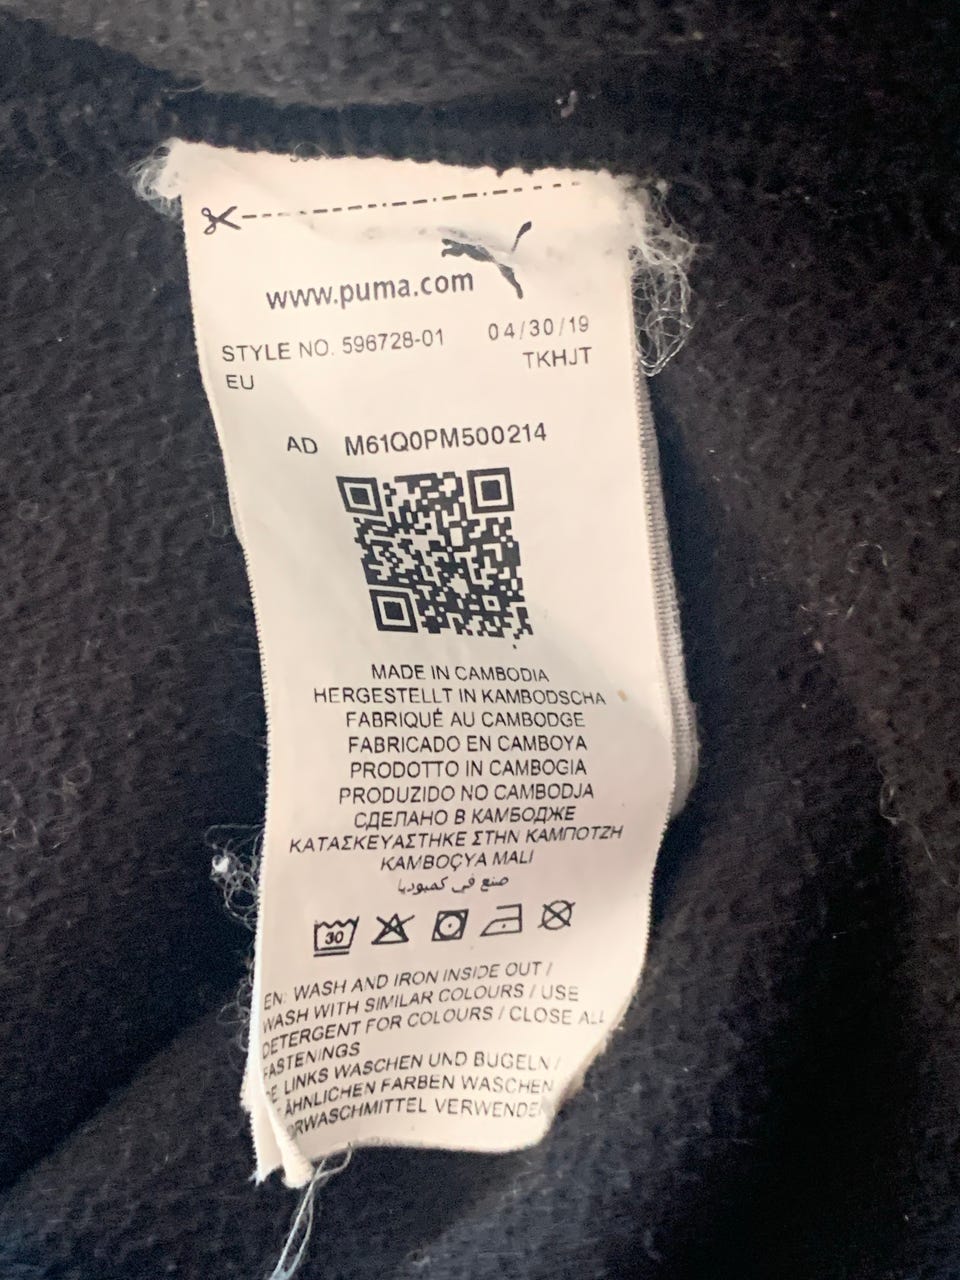 www.puma.com
STYLE NO. 596728-01 04/30/19
EU TKHJT
AD M61Q0PM500214
MADE IN CAMBODIA
HERGESTELLT IN KAMBODSCHA
FABRIQUÉ AU CAMBODGE
FABRICADO EN CAMBOYA
PRODOTTO IN CAMBOGIA
PRODUZIDO NO CAMBODJA
СДЕЛАНО В КАМБОДЖЕ
ΚΑΤΑΣΚΕΥΑΣΤΗΚΕ ΣΤΗΝ ΚΑΜΠΟΤΖΗ
KAMBOÇYA MALI
صنع في كمبوديا
30
EN: WASH AND IRON INSIDE OUT /
WASH WITH SIMILAR COLOURS / USE
DETERGENT FOR COLOURS / CLOSE ALL
FASTENINGS
LINKS WASCHEN UND BÜGELN /
ÄHNLICHEN FARBEN WASCHEN